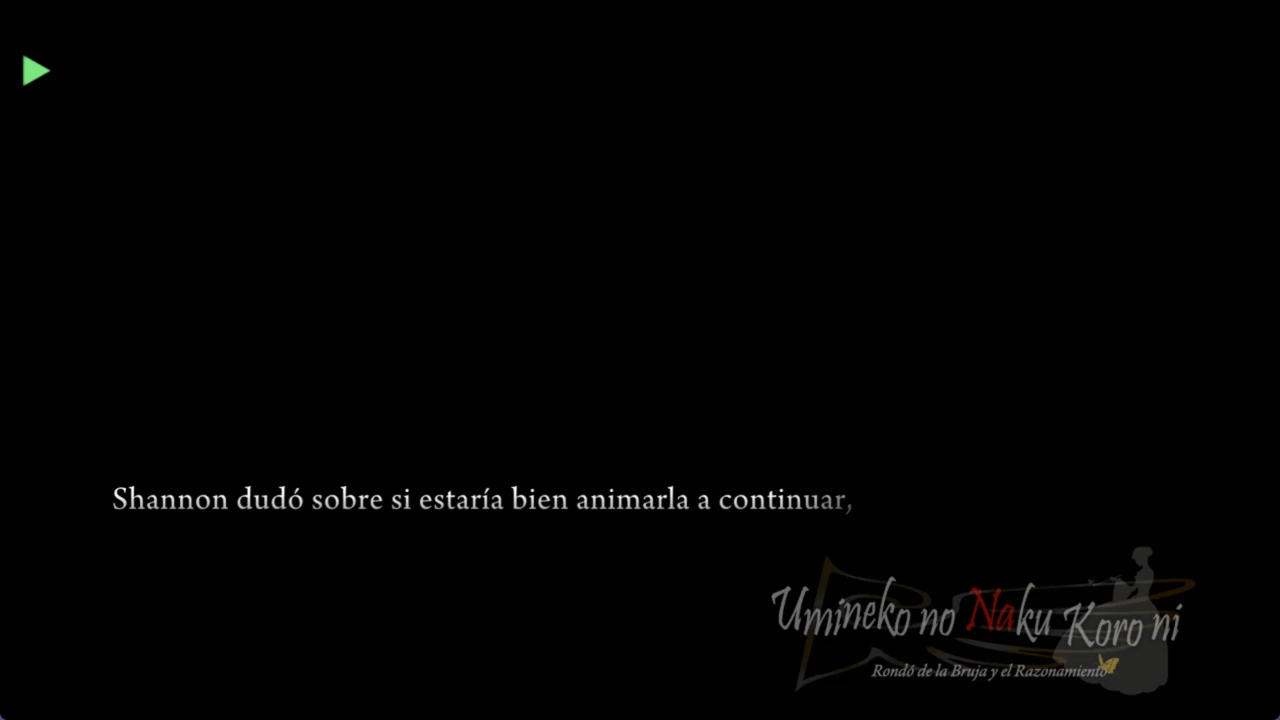 Shannon dudó sobre si estaría bien animarla a continuar,
Umineko no Naku Koro ni
Rondó de la Bruja y el Razonamiento